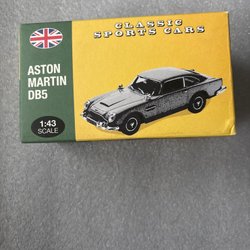 CLASSIC
SPORTS CARS
ASTON
MARTIN
DB5
1:43
SCALE